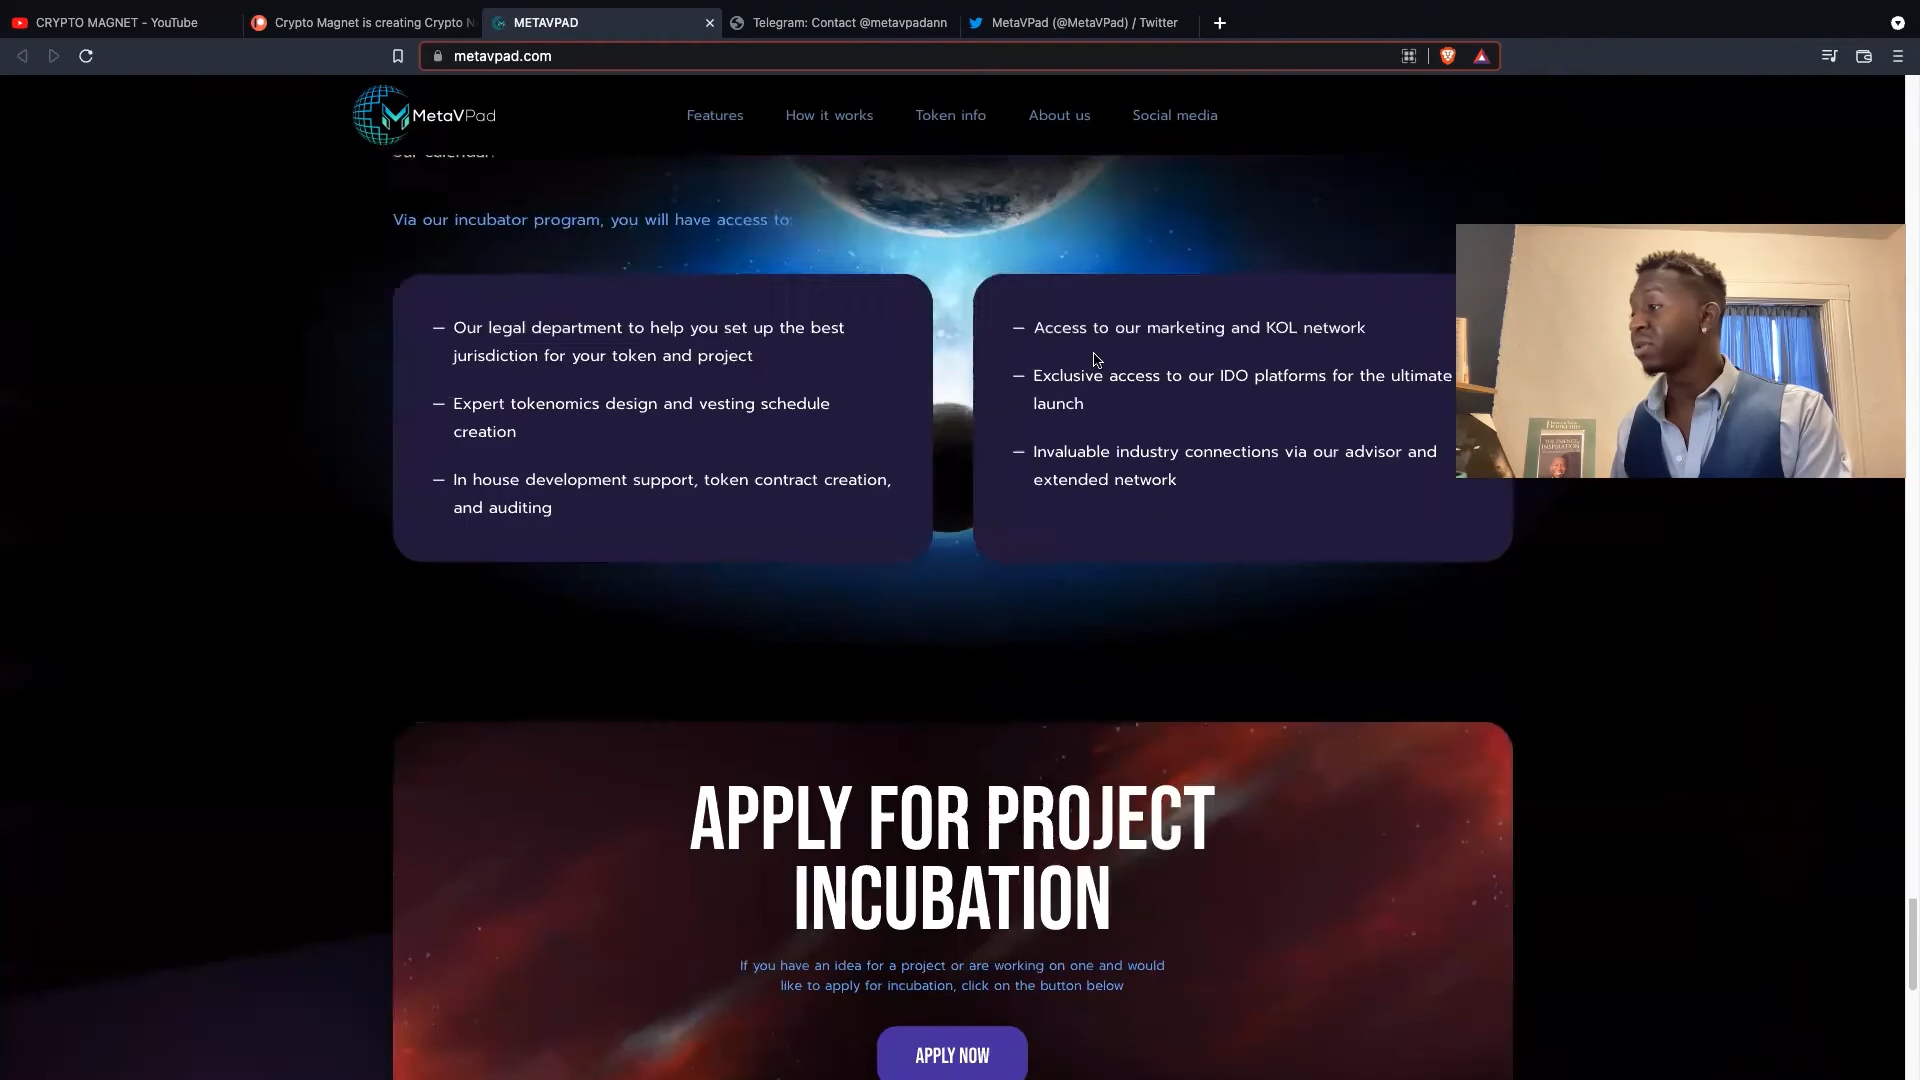 CRYPTO MAGNET - YouTube
Crypto Magnet is creating Crypto N
METAVPAD
Telegram: Contact @metavpadann
MetaVPad (@MetaVPad) / Twitter
metavpad.com
MetaVPad
Features
How it works
Token info
About us
Social media
our calendar.
Via our incubator program, you will have access to:
— Our legal department to help you set up the best
jurisdiction for your token and project
— Expert tokenomics design and vesting schedule
creation
— In house development support, token contract creation,
and auditing
— Access to our marketing and KOL network
— Exclusive access to our IDO platforms for the ultimate
launch
— Invaluable industry connections via our advisor and
extended network
THE ESSENCE
INSPIRATION
APPLY FOR PROJECT
INCUBATION
If you have an idea for a project or are working on one and would
like to apply for incubation, click on the button below
APPLY NOW